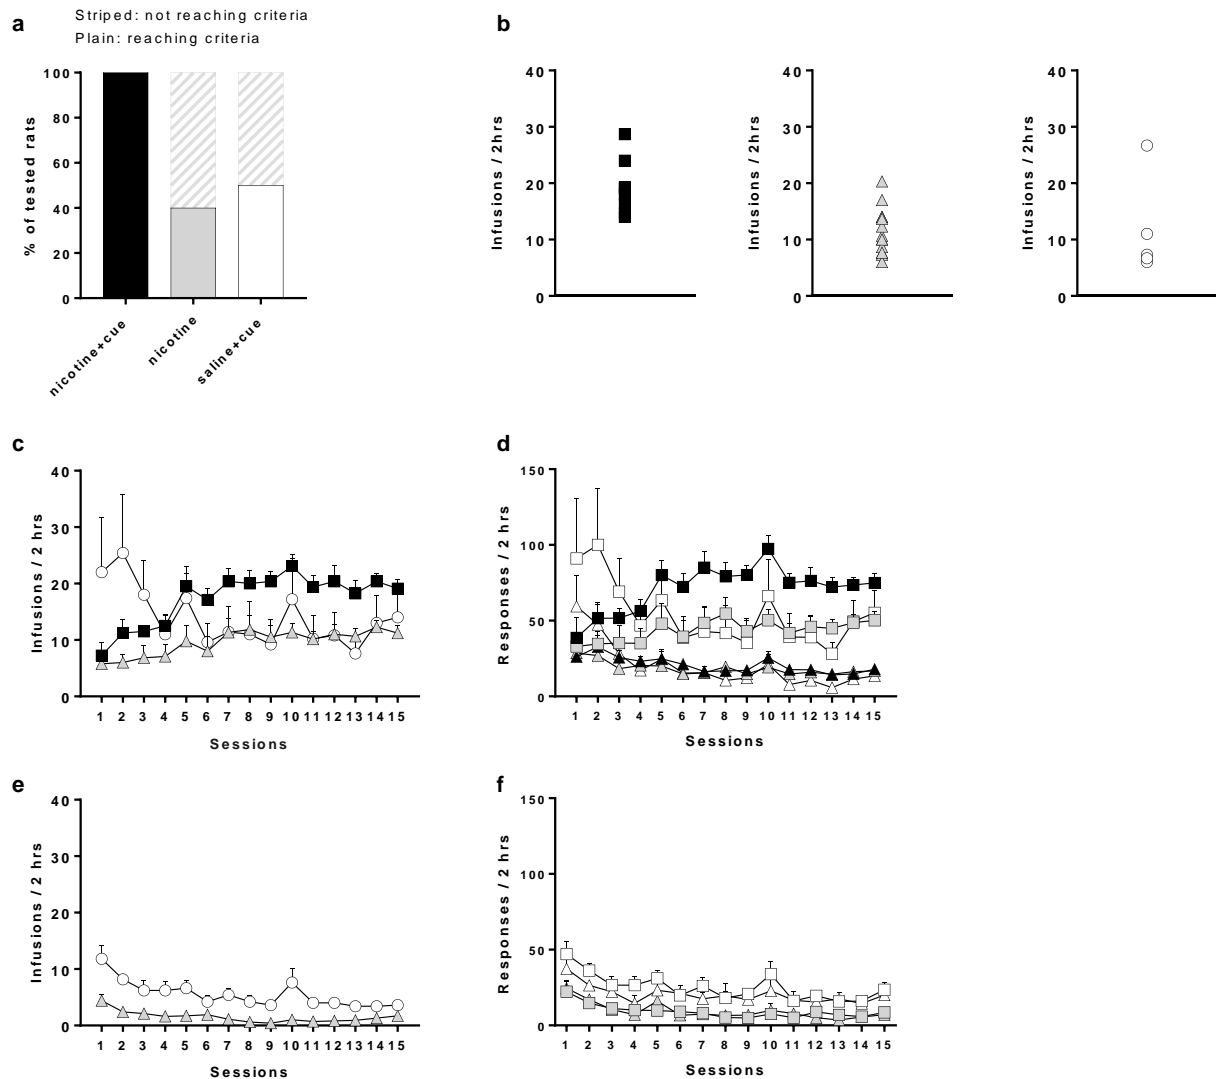 a
Striped: not reaching criteria
Plain: reaching criteria
% of tested rats
100
80
60
40
20
0
nicotine+cue
nicotine
saline+cue
b
Infusions / 2hrs
40
30
20
10
0
Infusions / 2hrs
40
30
20
10
0
Infusions / 2hrs
40
30
20
10
0
c
Infusions / 2 hrs
40
30
20
10
0
1 2 3 4 5 6 7 8 9 10 11 12 13 14 15
Sessions
d
Responses / 2 hrs
150
100
50
0
1 2 3 4 5 6 7 8 9 10 11 12 13 14 15
Sessions
e
Infusions / 2 hrs
40
30
20
10
0
1 2 3 4 5 6 7 8 9 10 11 12 13 14 15
Sessions
f
Responses / 2 hrs
150
100
50
0
1 2 3 4 5 6 7 8 9 10 11 12 13 14 15
Sessions